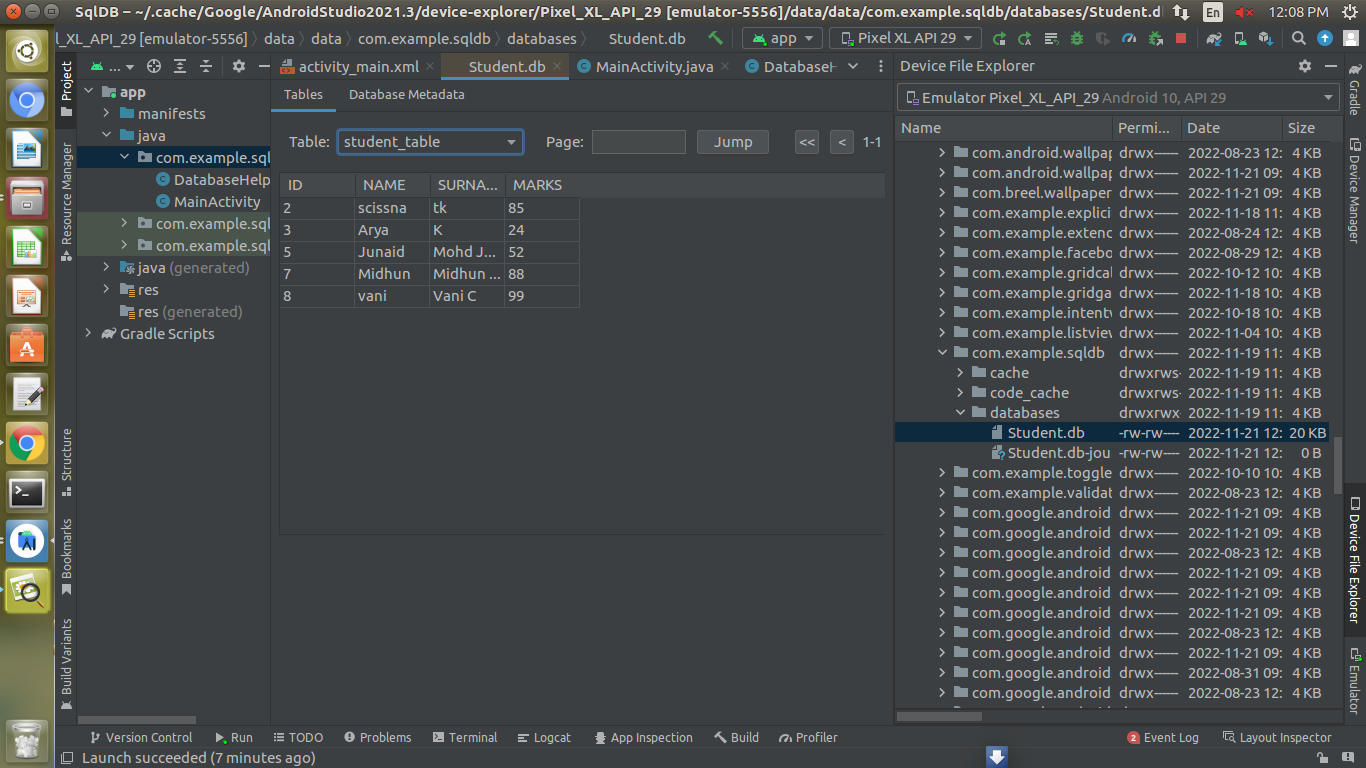 SqlDB – ~/.cache/Google/AndroidStudio2021.3/device-explorer/Pixel_XL_API_29 [emulator-5556]/data/data/com.example.sqldb/databases/Student.d
En 12:08 PM
l_XL_API_29 [emulator-5556] data data com.example.sqldb databases Student.db app Pixel XL API 29
... activity_main.xml Student.db MainActivity.java DatabaseH
Tables Database Metadata
Table: student_table Page: Jump << < 1-1
ID NAME SURNA... MARKS
2 scissna tk 85
3 Arya K 24
5 Junaid Mohd J... 52
7 Midhun Midhun ... 88
8 vani Vani C 99
Project
Resource Manager
Structure
Bookmarks
Build Variants
app
manifests
java
com.example.sql
DatabaseHelp
MainActivity
com.example.sql
com.example.sql
java (generated)
res
res (generated)
Gradle Scripts
Device File Explorer
Emulator Pixel_XL_API_29 Android 10, API 29
Name Permi... Date Size
com.android.wallpap drwx------ 2022-08-23 12: 4 KB
com.android.wallpap drwx------ 2022-11-21 09: 4 KB
com.breel.wallpaper drwx------ 2022-11-21 09: 4 KB
com.example.explici drwx------ 2022-11-18 11: 4 KB
com.example.extenc drwx------ 2022-08-24 12: 4 KB
com.example.facebo drwx------ 2022-08-29 12: 4 KB
com.example.gridcal drwx------ 2022-10-12 10: 4 KB
com.example.gridga drwx------ 2022-11-18 10: 4 KB
com.example.intentv drwx------ 2022-10-18 10: 4 KB
com.example.listview drwx------ 2022-11-04 10: 4 KB
com.example.sqldb drwx------ 2022-11-19 11: 4 KB
cache drwxrws- 2022-11-19 11: 4 KB
code_cache drwxrws- 2022-11-19 11: 4 KB
databases drwxrwx- 2022-11-19 11: 4 KB
Student.db -rw-rw---- 2022-11-21 12: 20 KB
Student.db-jou -rw-rw---- 2022-11-21 12: 0 B
com.example.toggle drwx------ 2022-10-10 10: 4 KB
com.example.validat drwx------ 2022-08-23 12: 4 KB
com.google.android drwx------ 2022-11-21 09: 4 KB
com.google.android drwx------ 2022-11-21 09: 4 KB
com.google.android drwx------ 2022-08-23 12: 4 KB
com.google.android drwx------ 2022-11-21 09: 4 KB
com.google.android drwx------ 2022-11-21 09: 4 KB
com.google.android drwx------ 2022-11-21 09: 4 KB
com.google.android drwx------ 2022-08-23 12: 4 KB
com.google.android drwx------ 2022-11-21 09: 4 KB
com.google.android drwx------ 2022-08-31 09: 4 KB
com.google.android drwx------ 2022-08-23 12: 4 KB
Gradle
Device Manager
Device File Explorer
Emulator
Version Control Run TODO Problems Terminal Logcat App Inspection Build Profiler 2 Event Log Layout Inspector
Launch succeeded (7 minutes ago)